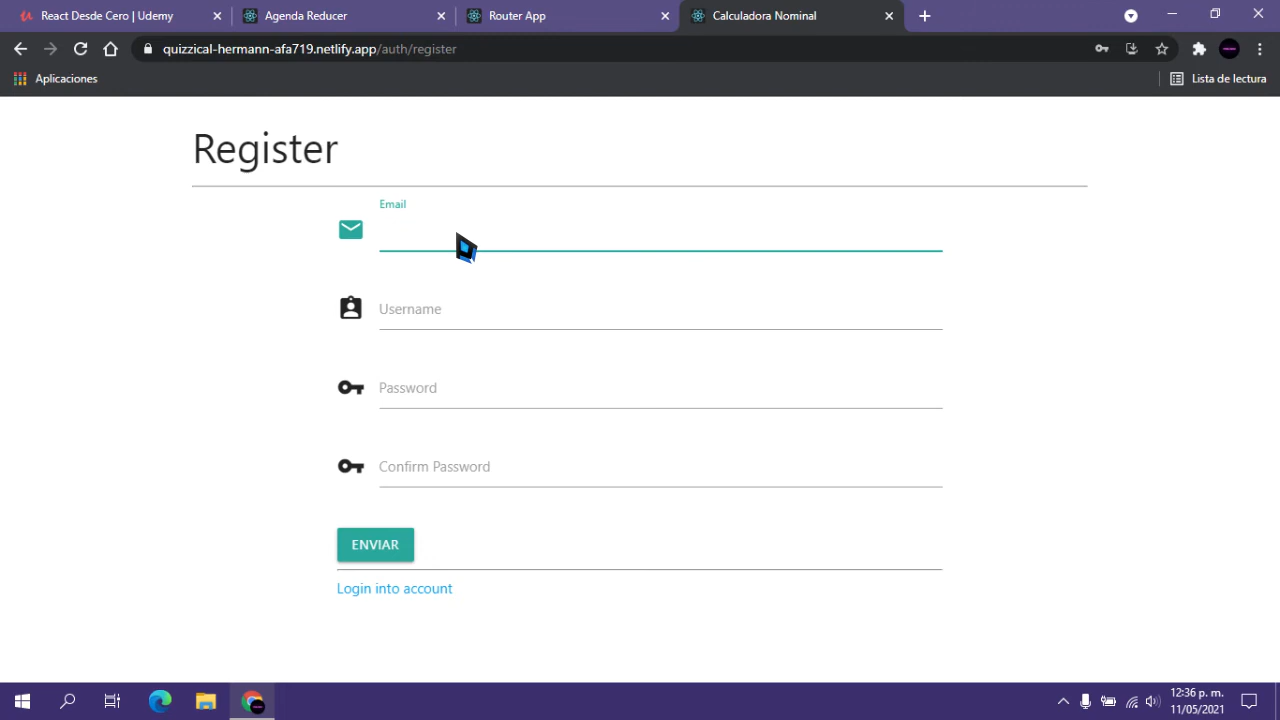 React Desde Cero | Udemy
Agenda Reducer
Router App
Calculadora Nominal
quizzical-hermann-afa719.netlify.app/auth/register
Aplicaciones
Lista de lectura
Register
Email
Username
Password
Confirm Password
ENVIAR
Login into account
12:36 p. m.
11/05/2021